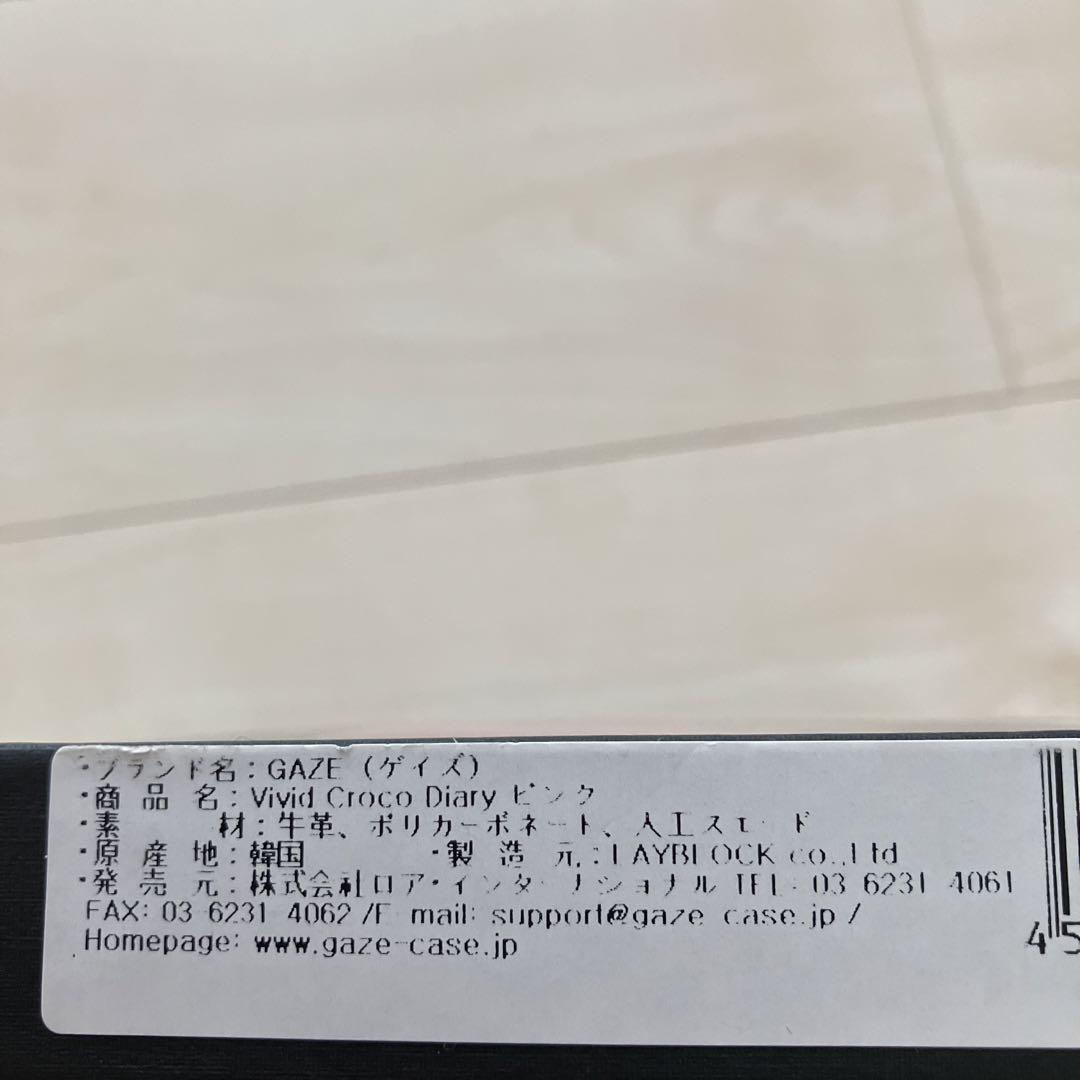 ・ブランド名：GAZE（ゲイズ）
・商品名：Vivid Croco Diary ピンク
・素材：牛革、ポリカーボネート、人工スエード
・原産地：韓国 ・製造元：LAYBLOCK co.,Ltd
・発売元：株式会社ロア・インターナショナル TEL: 03-6231-4061
FAX: 03-6231-4062 /E-mail: support@gaze-case.jp /
Homepage: www.gaze-case.jp
45